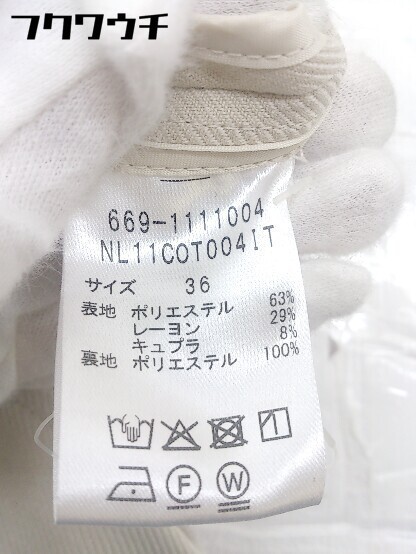 フクワウチ
669-1111004
NL11COT004IT
サイズ 36
表地 ポリエステル 63%
レーヨン 29%
キュプラ 8%
裏地 ポリエステル 100%
F W